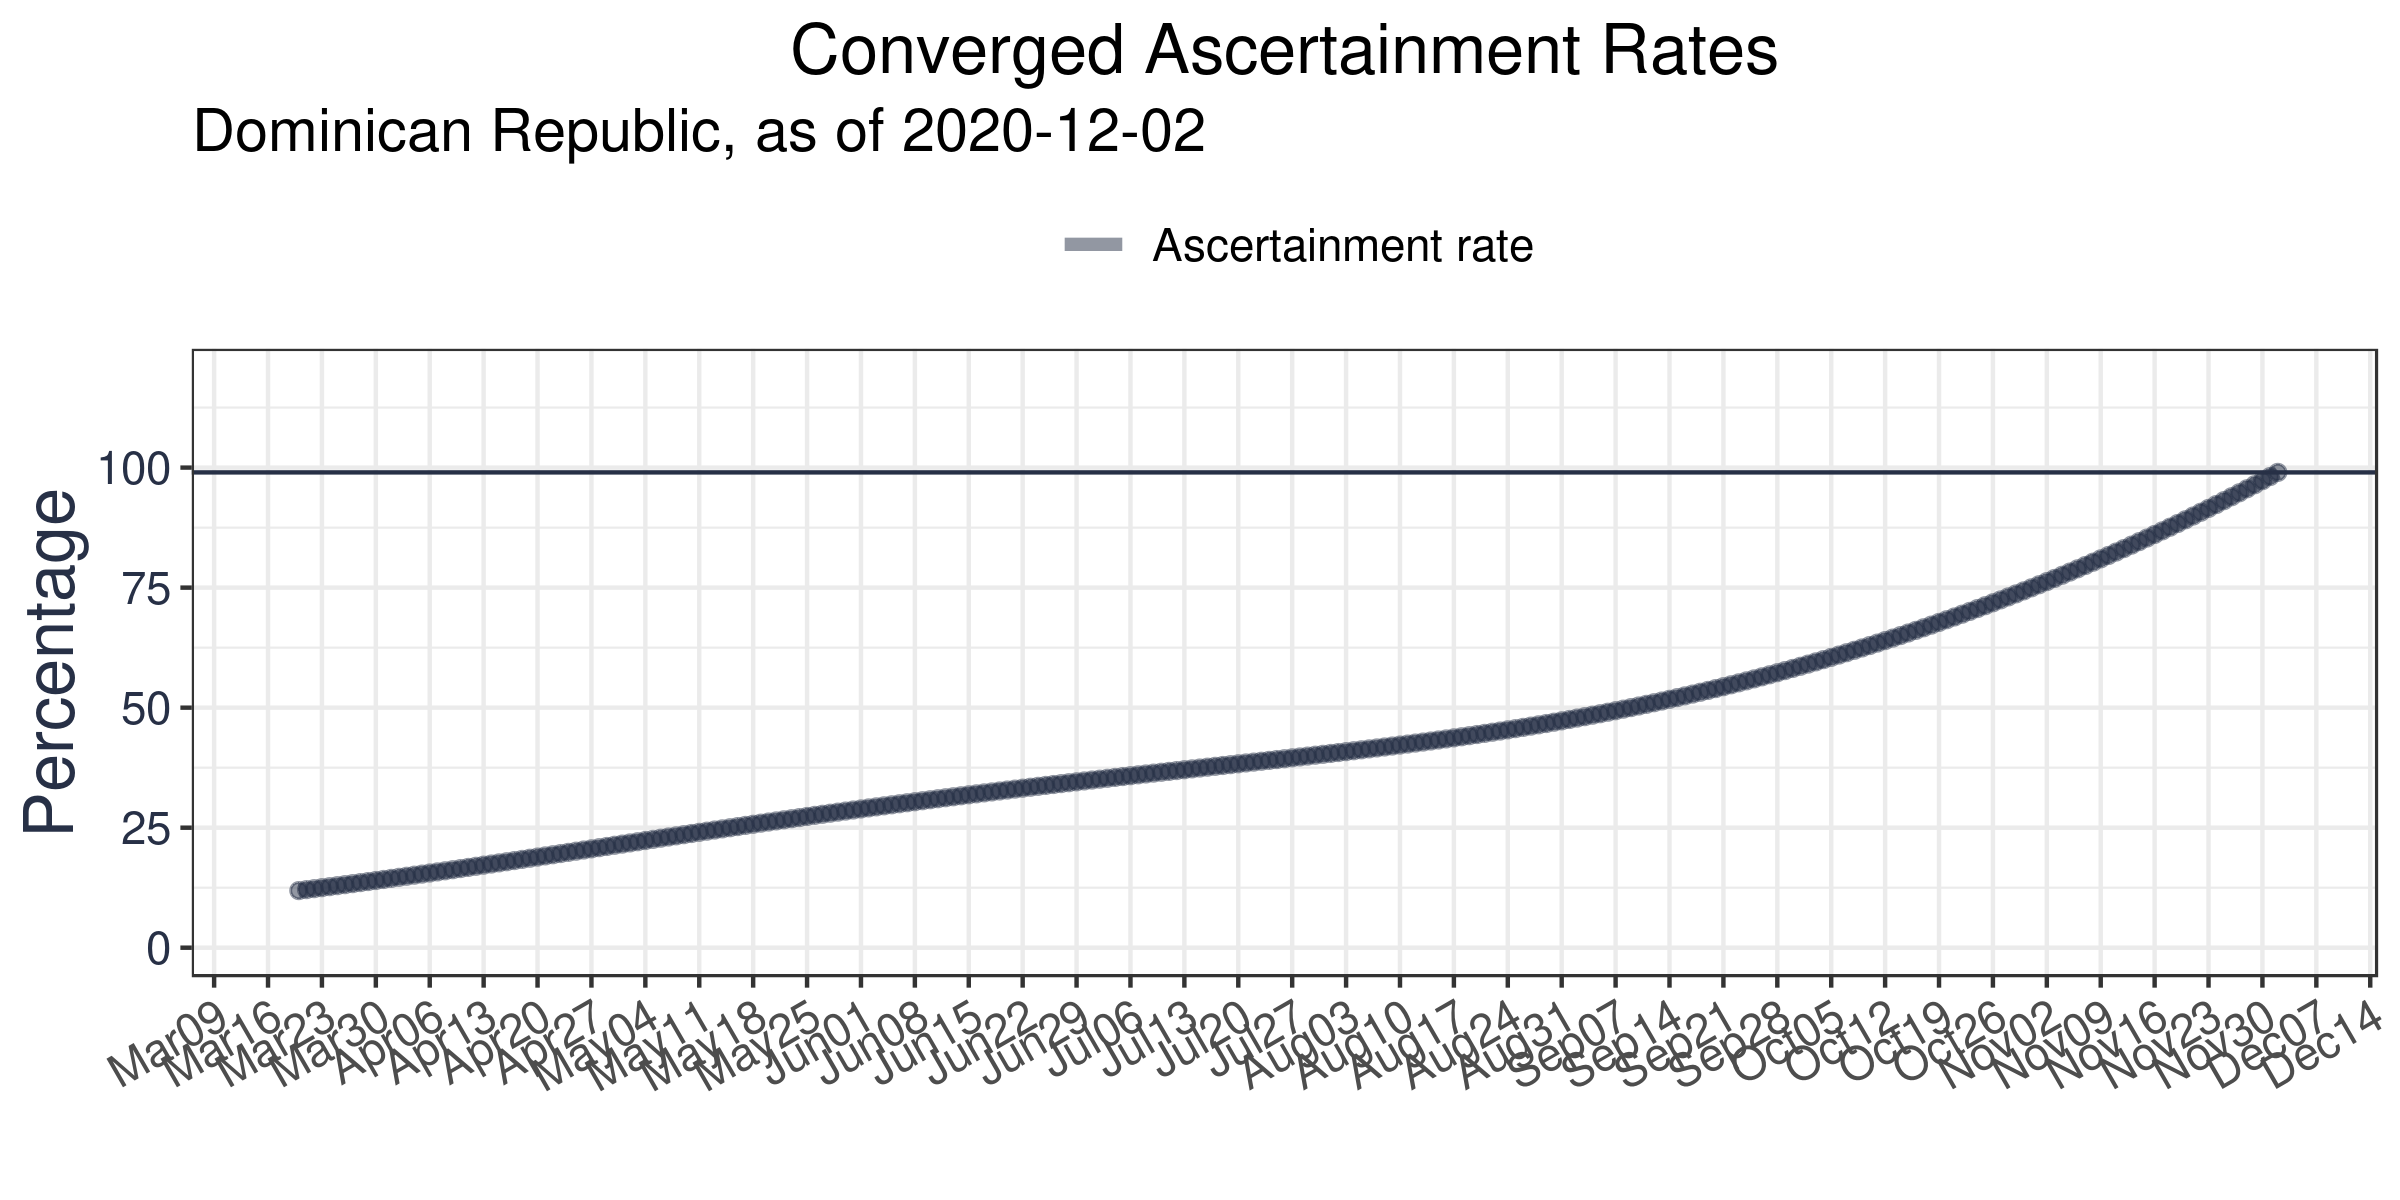 Converged Ascertainment Rates
Dominican Republic, as of 2020-12-02
Ascertainment rate
Percentage
100
75
50
25
0
Mar09 Mar16 Mar23 Mar30 Apr06 Apr13 Apr20 Apr27 May04 May11 May18 May25 Jun01 Jun08 Jun15 Jun22 Jun29 Jul06 Jul13 Jul20 Jul27 Aug03 Aug10 Aug17 Aug24 Aug31 Sep07 Sep14 Sep21 Sep28 Oct05 Oct12 Oct19 Oct26 Nov02 Nov09 Nov16 Nov23 Nov30 Dec07 Dec14